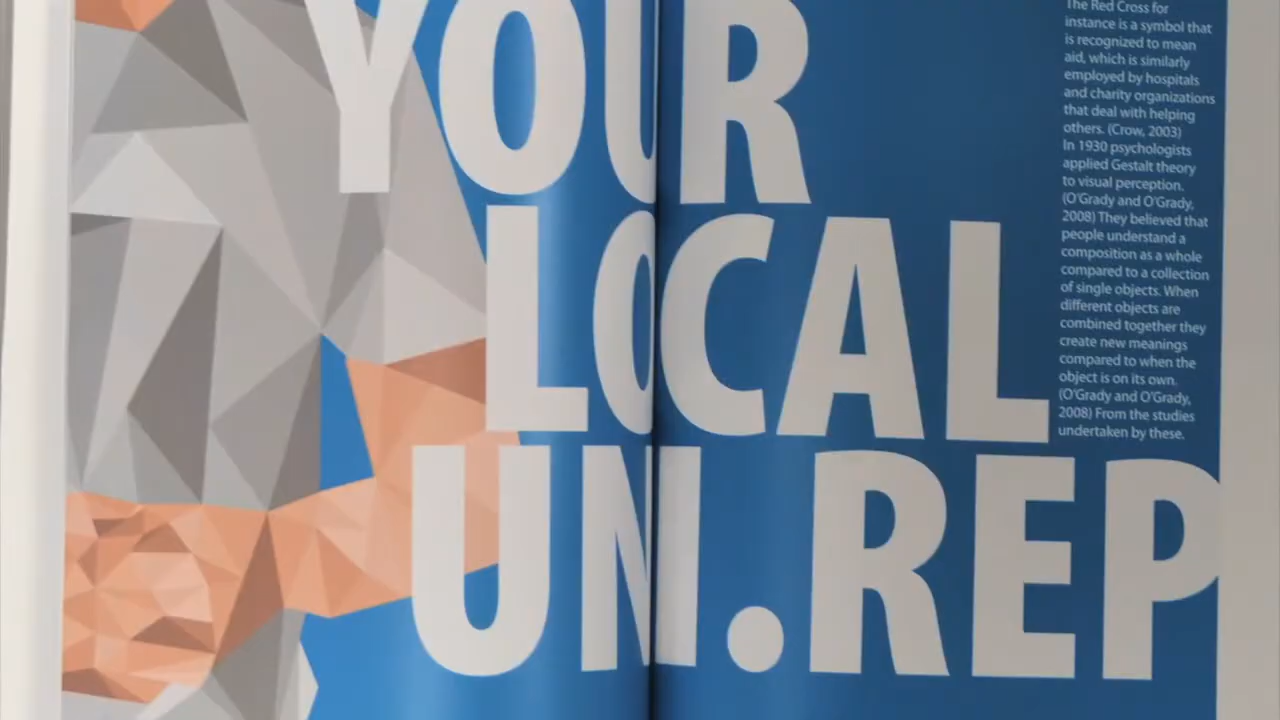 YOUR
LOCAL
UN.REP
The Red Cross for
instance is a symbol that
is recognized to mean
aid, which is similarly
employed by hospitals
and charity organizations
that deal with helping
others. (Crow, 2003)
In 1930 psychologists
applied Gestalt theory
to visual perception.
(O'Grady and O'Grady,
2008) They believed that
people understand a
composition as a whole
compared to a collection
of single objects. When
different objects are
combined together they
create new meanings
compared to when the
object is on its own.
(O'Grady and O'Grady,
2008) From the studies
undertaken by these.